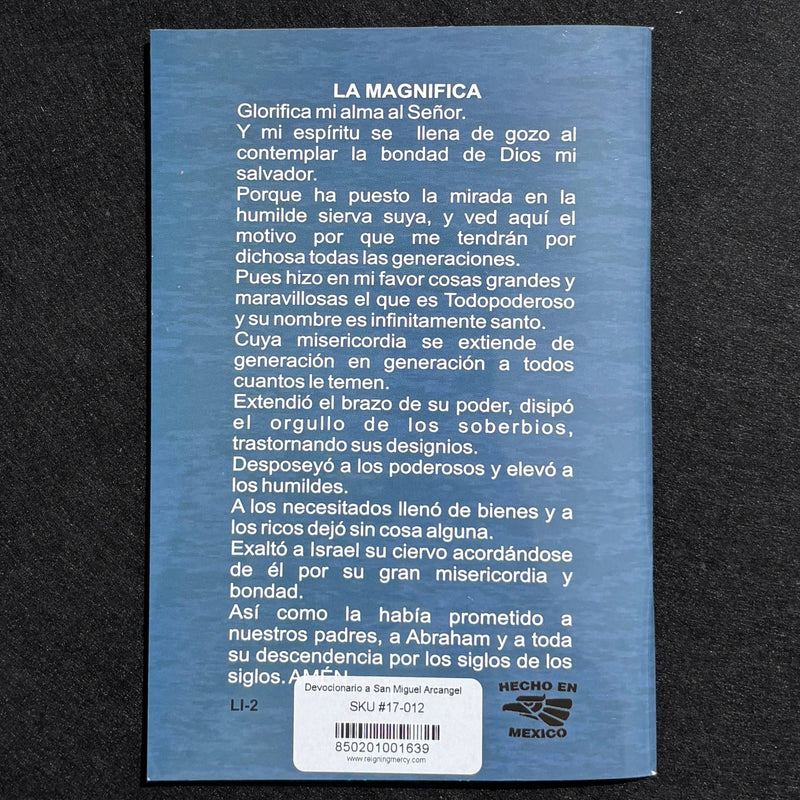 LA MAGNIFICA
Glorifica mi alma al Señor.
Y mi espíritu se llena de gozo al
contemplar la bondad de Dios mi
salvador.
Porque ha puesto la mirada en la
humilde sierva suya, y ved aquí el
motivo por que me tendrán por
dichosa todas las generaciones.
Pues hizo en mi favor cosas grandes y
maravillosas el que es Todopoderoso
y su nombre es infinitamente santo.
Cuya misericordia se extiende de
generación en generación a todos
cuantos le temen.
Extendió el brazo de su poder, disipó
el orgullo de los soberbios,
trastornando sus designios.
Desposeyó a los poderosos y elevó a
los humildes.
A los necesitados llenó de bienes y a
los ricos dejó sin cosa alguna.
Exaltó a Israel su ciervo acordándose
de él por su gran misericordia y
bondad.
Así como la había prometido a
nuestros padres, a Abraham y a toda
su descendencia por los siglos de los
siglos. AMÉN
LI-2
Devocionario a San Miguel Arcangel
SKU #17-012
850201001639
www.reigningmercy.com
HECHO EN
MEXICO